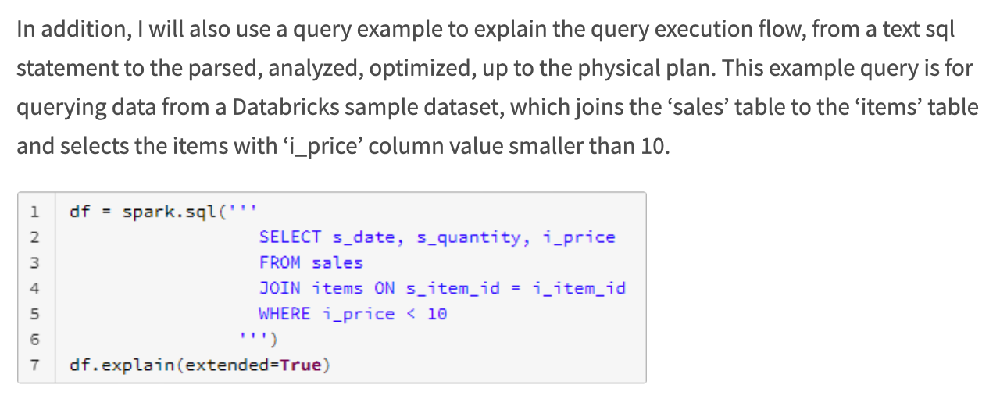 In addition, I will also use a query example to explain the query execution flow, from a text sql
statement to the parsed, analyzed, optimized, up to the physical plan. This example query is for
querying data from a Databricks sample dataset, which joins the ‘sales’ table to the ‘items’ table
and selects the items with ‘i_price’ column value smaller than 10.
1 df = spark.sql('''
2 SELECT s_date, s_quantity, i_price
3 FROM sales
4 JOIN items ON s_item_id = i_item_id
5 WHERE i_price < 10
6 ''')
7 df.explain(extended=True)